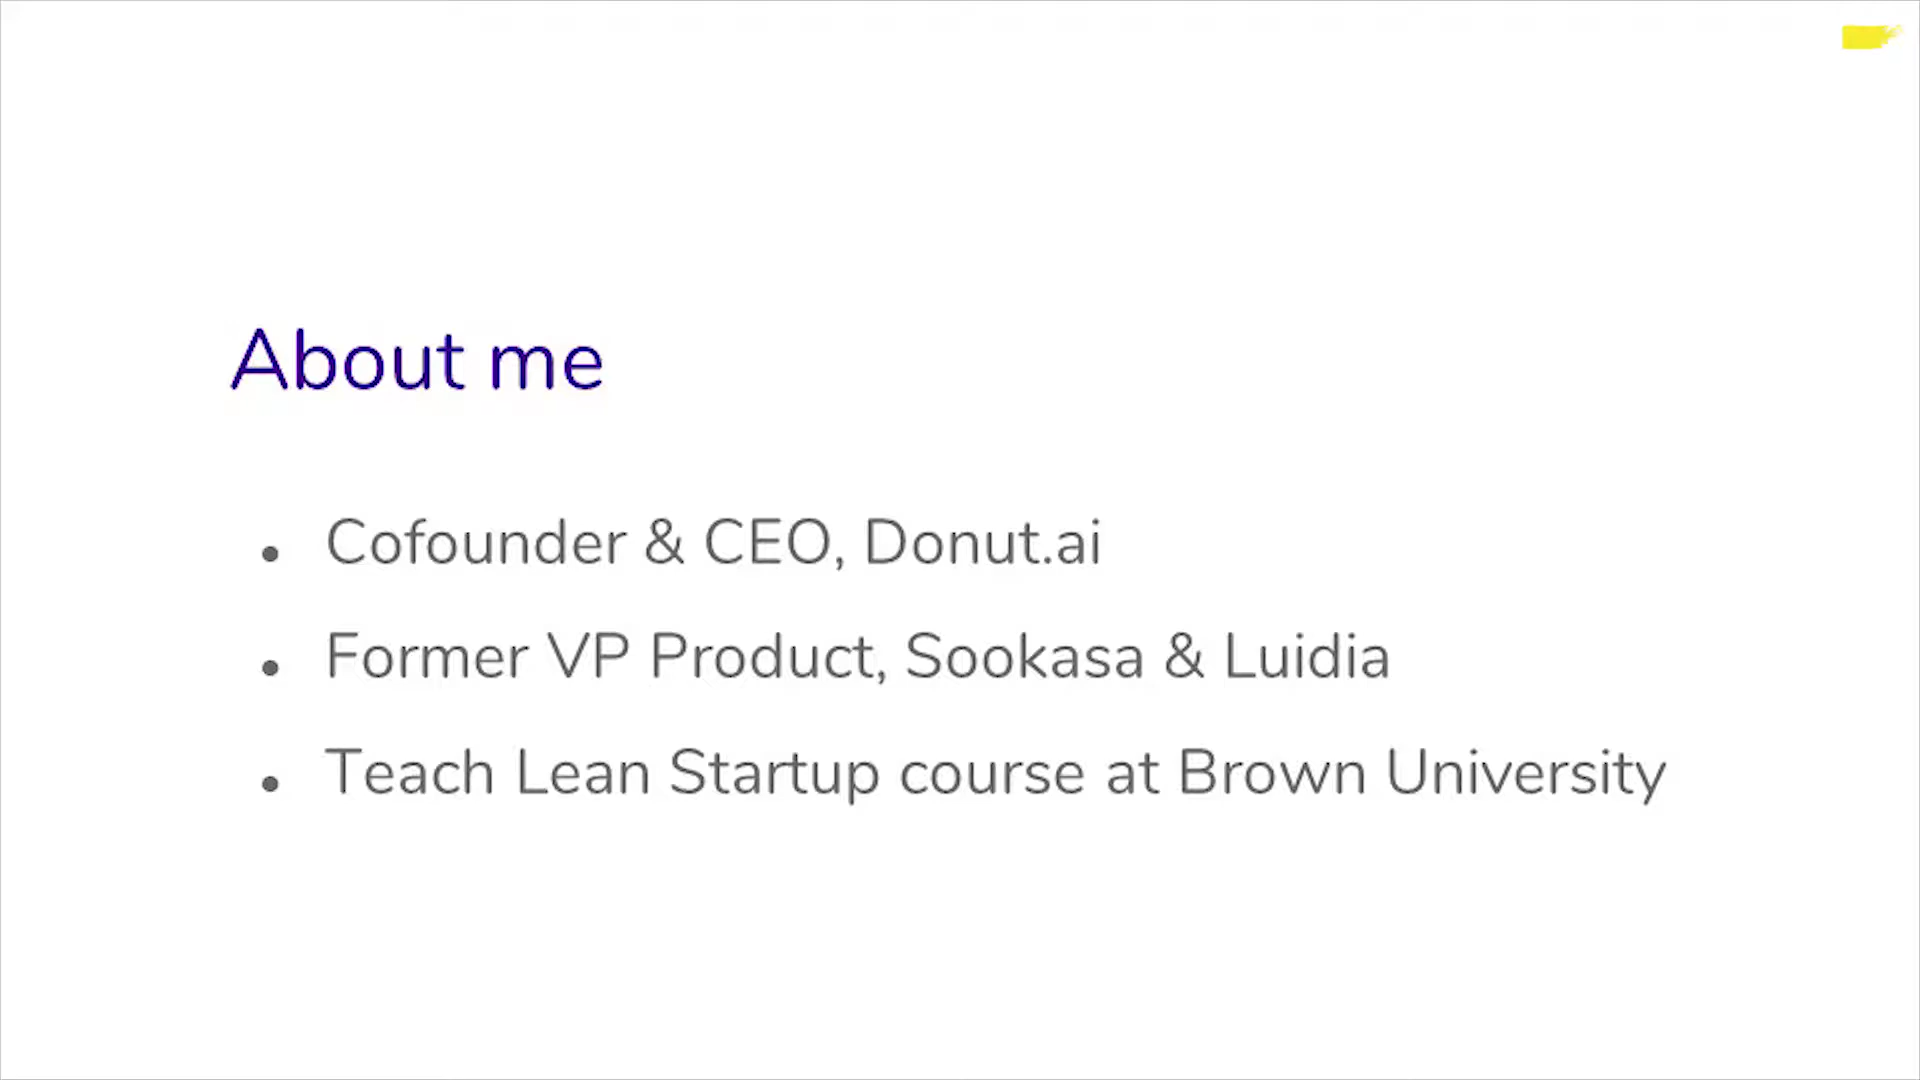 About me
• Cofounder & CEO, Donut.ai
• Former VP Product, Sookasa & Luidia
• Teach Lean Startup course at Brown University